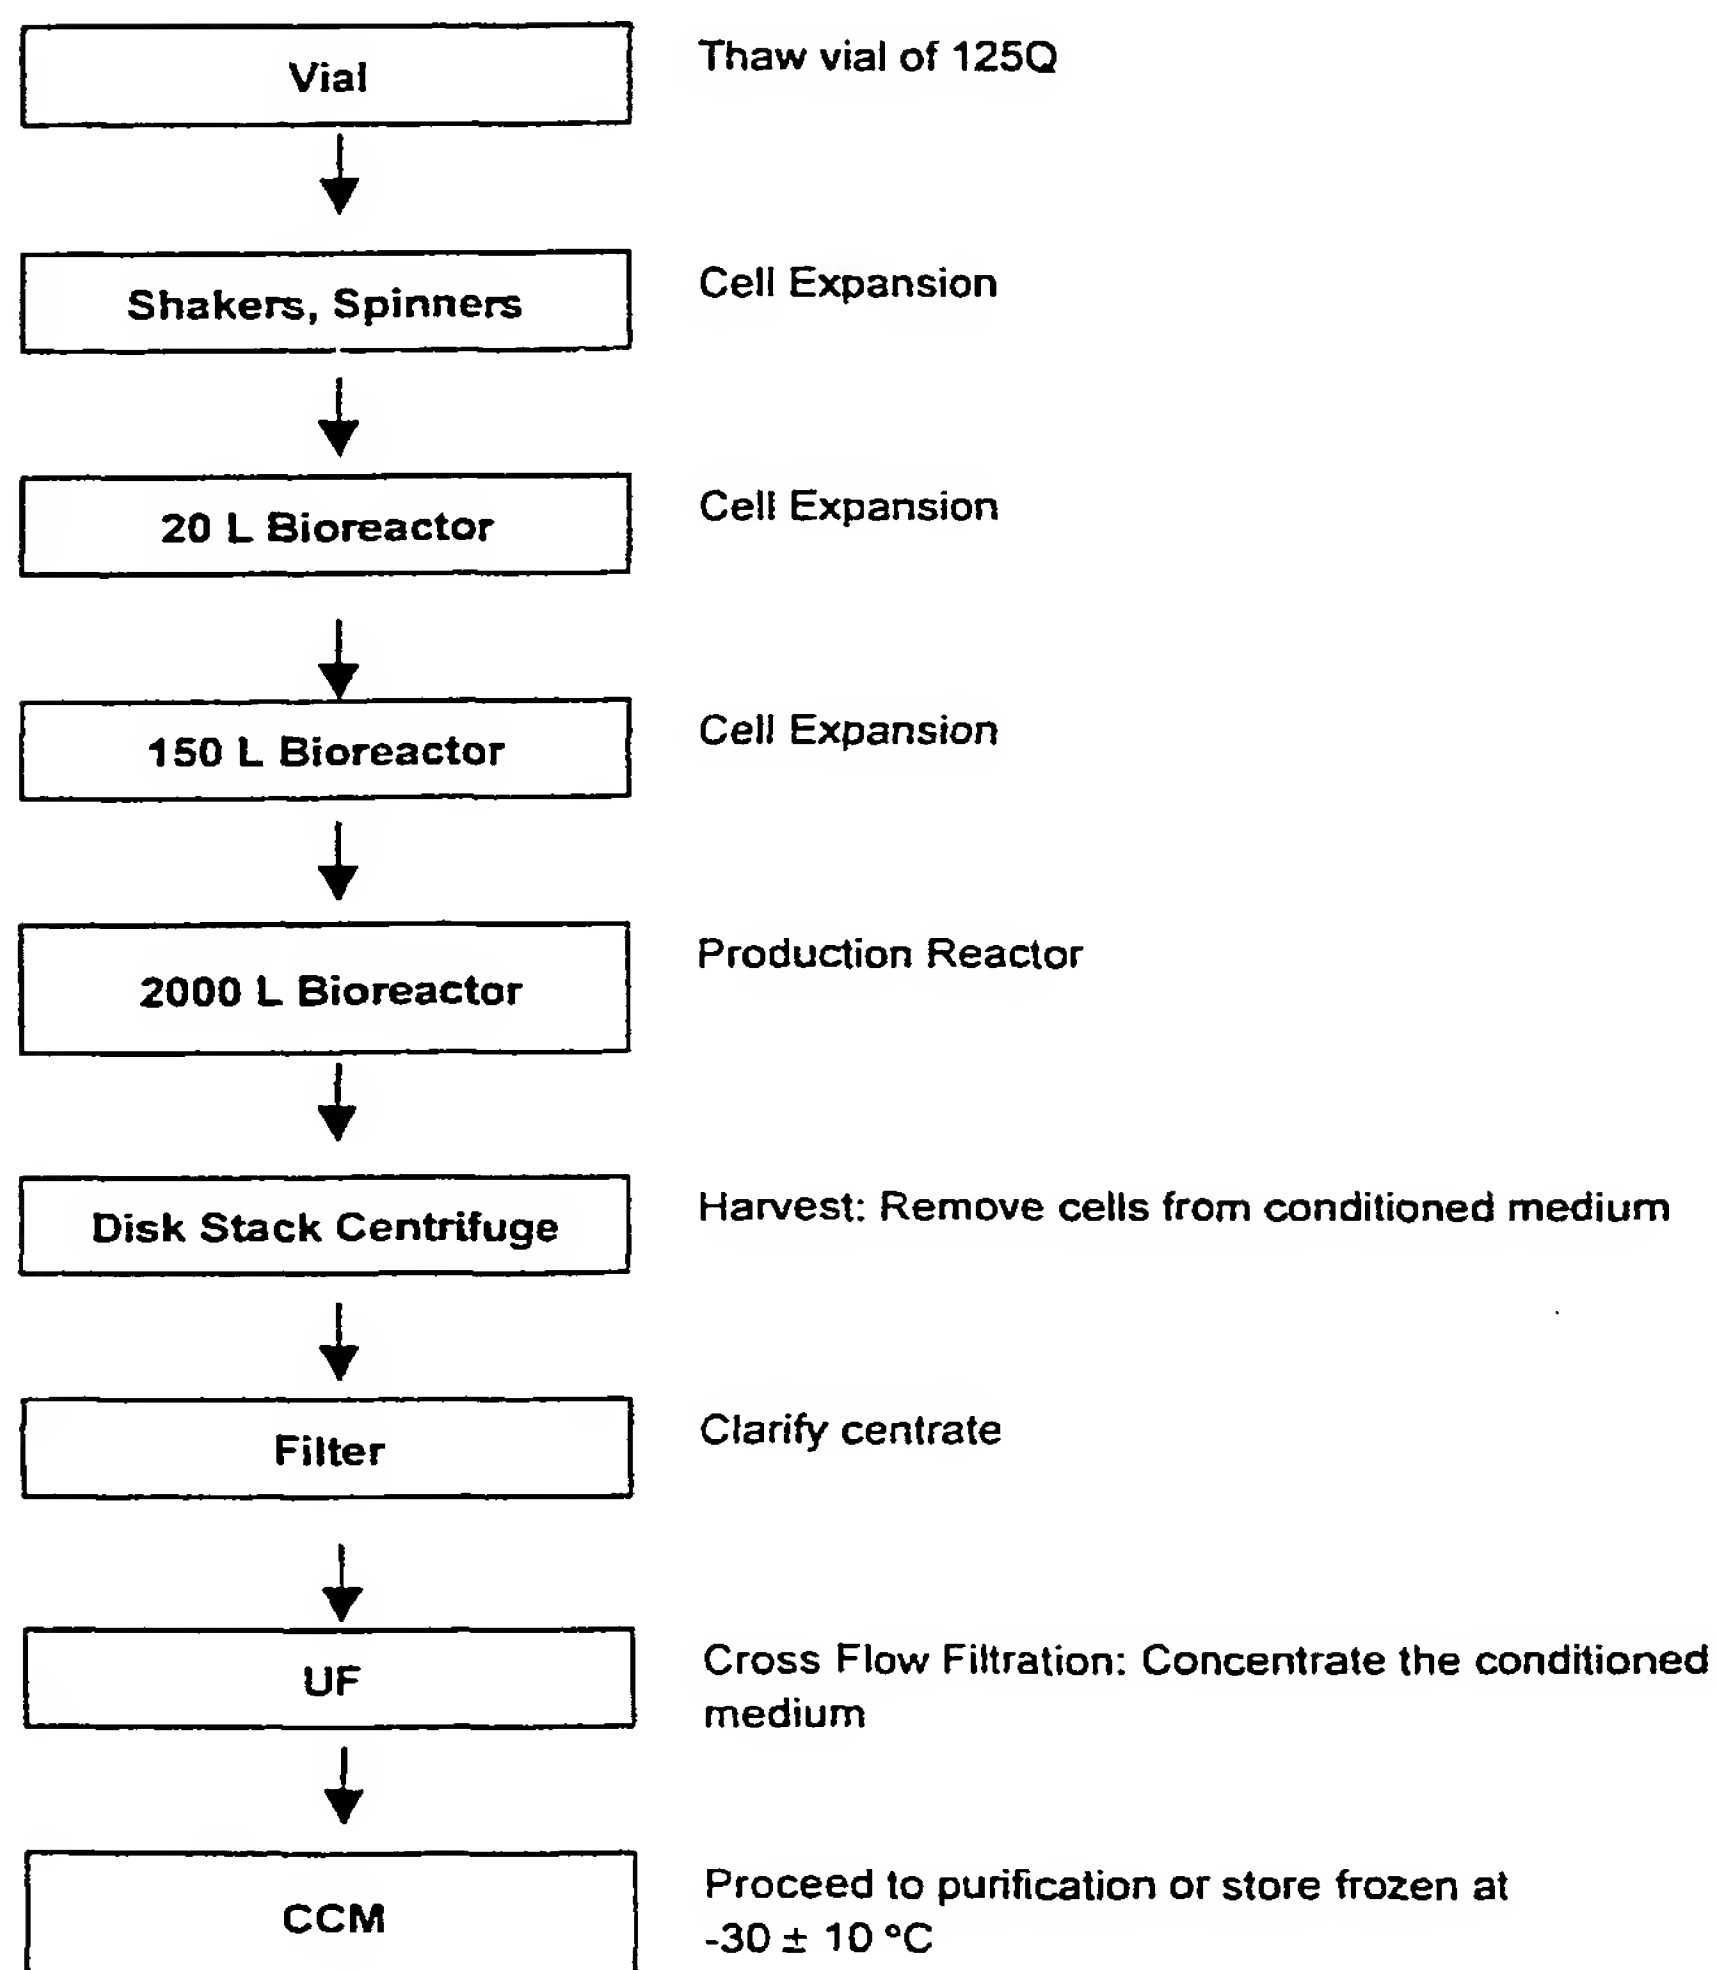 Vial
Thaw vial of 125Q
Shakers, Spinners
Cell Expansion
20 L Bioreactor
Cell Expansion
150 L Bioreactor
Cell Expansion
2000 L Bioreactor
Production Reactor
Disk Stack Centrifuge
Harvest: Remove cells from conditioned medium
Filter
Clarify centrate
UF
Cross Flow Filtration: Concentrate the conditioned
medium
CCM
Proceed to purification or store frozen at
-30 ± 10 ºC